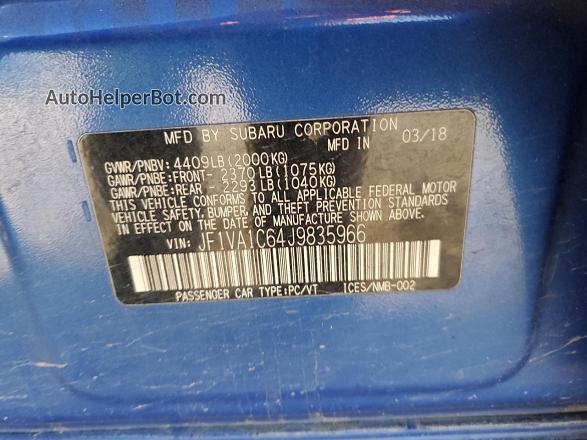 AutoHelperBot.com
MFD BY SUBARU CORPORATION
MFD IN 03/18
GVWR/PNBV: 4409LB(2000KG)
GAWR/PNBE:FRONT- 2370LB(1075KG)
GAWR/PNBE:REAR - 2293LB(1040KG)
THIS VEHICLE CONFORMS TO ALL APPLICABLE FEDERAL MOTOR
VEHICLE SAFETY, BUMPER, AND THEFT PREVENTION STANDARDS
IN EFFECT ON THE DATE OF MANUFACTURE SHOWN ABOVE.
VIN: JF1VA1C64J9835966
PASSENGER CAR TYPE:PC/VT ICES/NMB-002